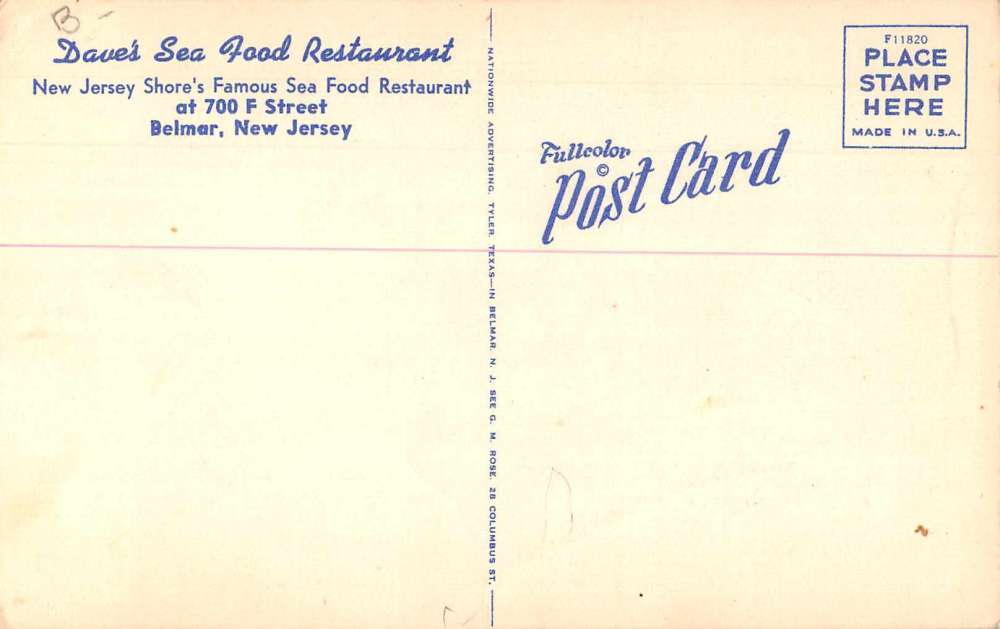 B-
Dave's Sea Food Restaurant
New Jersey Shore's Famous Sea Food Restaurant
at 700 F Street
Belmar, New Jersey
NATIONWIDE ADVERTISING, TYLER, TEXAS—IN BELMAR, N. J. SEE G. M. ROSE, 28 COLUMBUS ST.
Fullcolor
©
Post Card
F11820
PLACE
STAMP
HERE
MADE IN U.S.A.